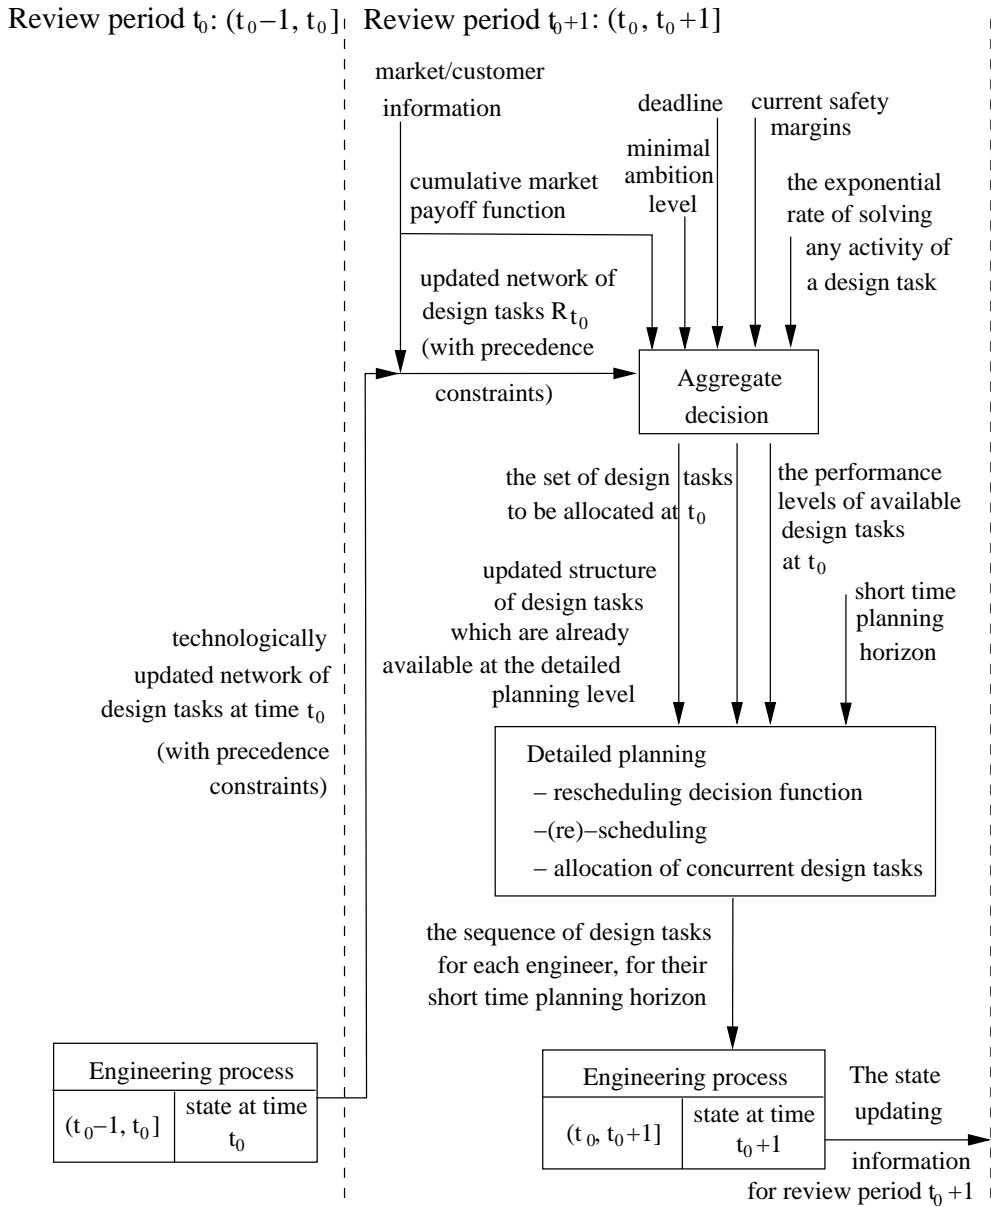 Review period t0: (t0−1, t0]
Review period t0+1: (t0, t0+1]
market/customer
information
deadline
current safety
margins
minimal
ambition
level
cumulative market
payoff function
the exponential
rate of solving
any activity of
a design task
updated network of
design tasks Rt0
(with precedence
constraints)
Aggregate
decision
the set of design tasks
to be allocated at t0
the performance
levels of available
design tasks
at t0
updated structure
of design tasks
which are already
available at the detailed
planning level
short time
planning
horizon
technologically
updated network of
design tasks at time t0
(with precedence
constraints)
Detailed planning
− rescheduling decision function
−(re)−scheduling
− allocation of concurrent design tasks
the sequence of design tasks
for each engineer, for their
short time planning horizon
Engineering process
(t0−1, t0]
state at time
t0
Engineering process
(t0, t0+1]
state at time
t0+1
The state
updating
information
for review period t0+1